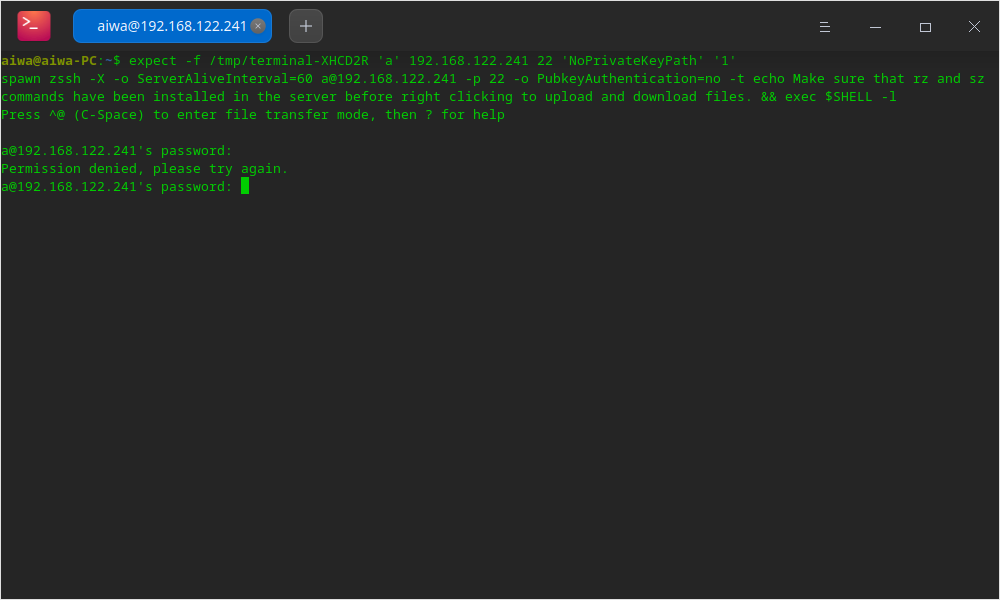 aiwa@192.168.122.241
aiwa@aiwa-PC:~$ expect -f /tmp/terminal-XHCD2R 'a' 192.168.122.241 22 'NoPrivateKeyPath' '1'
spawn zssh -X -o ServerAliveInterval=60 a@192.168.122.241 -p 22 -o PubkeyAuthentication=no -t echo Make sure that rz and sz
commands have been installed in the server before right clicking to upload and download files. && exec $SHELL -l
Press ^@ (C-Space) to enter file transfer mode, then ? for help
a@192.168.122.241's password:
Permission denied, please try again.
a@192.168.122.241's password: